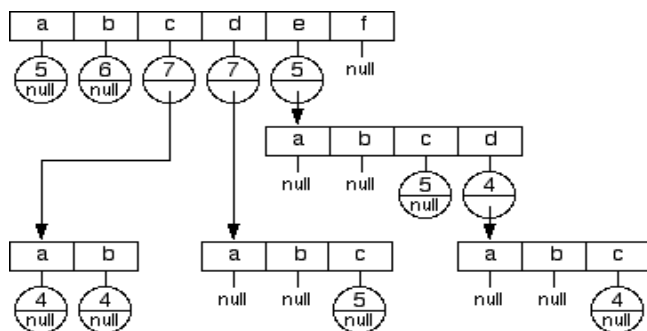 a b c d e f
5 6 7 7 5 null
null null
a b c d
null null 5 4
null
a b a b c a b c
4 4 null null 5 null null 4
null null null null